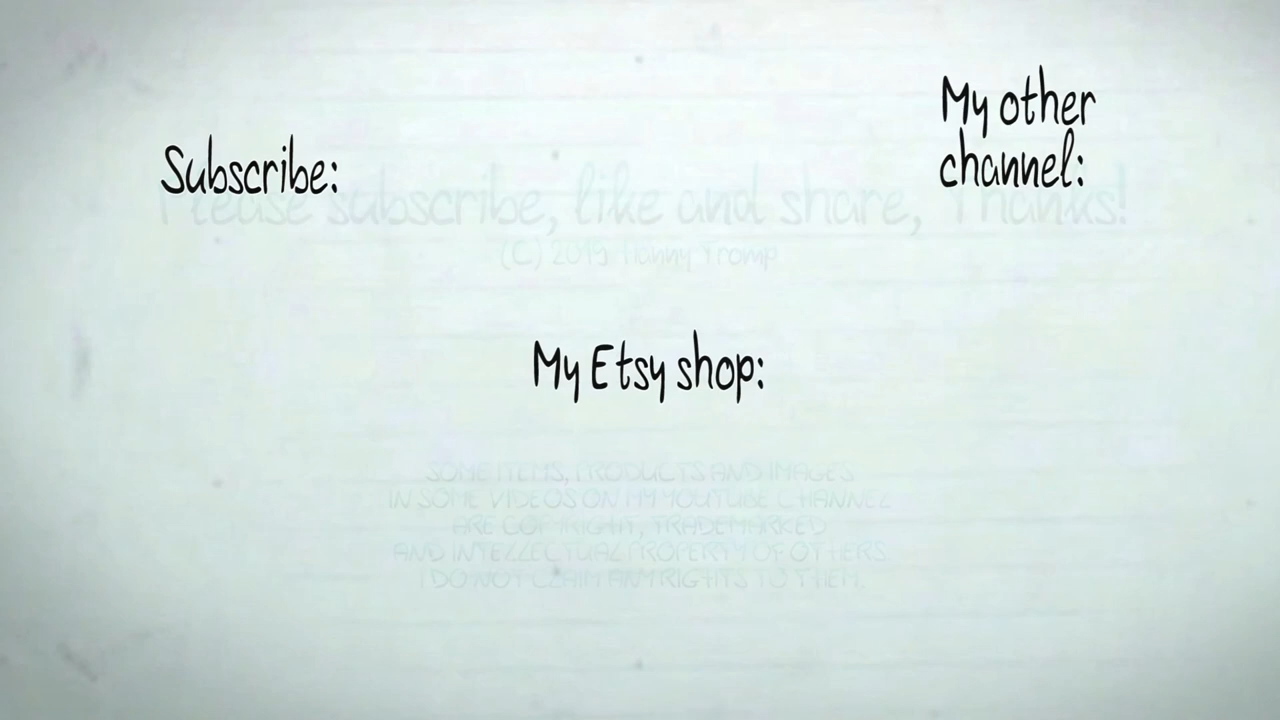 My other
channel:
Subscribe:
Please subscribe, like and share, Thanks!
(C) 2019 Manny Tromp
My Etsy shop:
SOME ITEMS, PRODUCTS AND IMAGES
IN SOME VIDEOS ON MY YOUTUBE CHANNEL
ARE COPYRIGHT, TRADEMARKED
AND INTELLECTUAL PROPERTY OF OTHERS.
I DO NOT CLAIM ANY RIGHTS TO THEM.